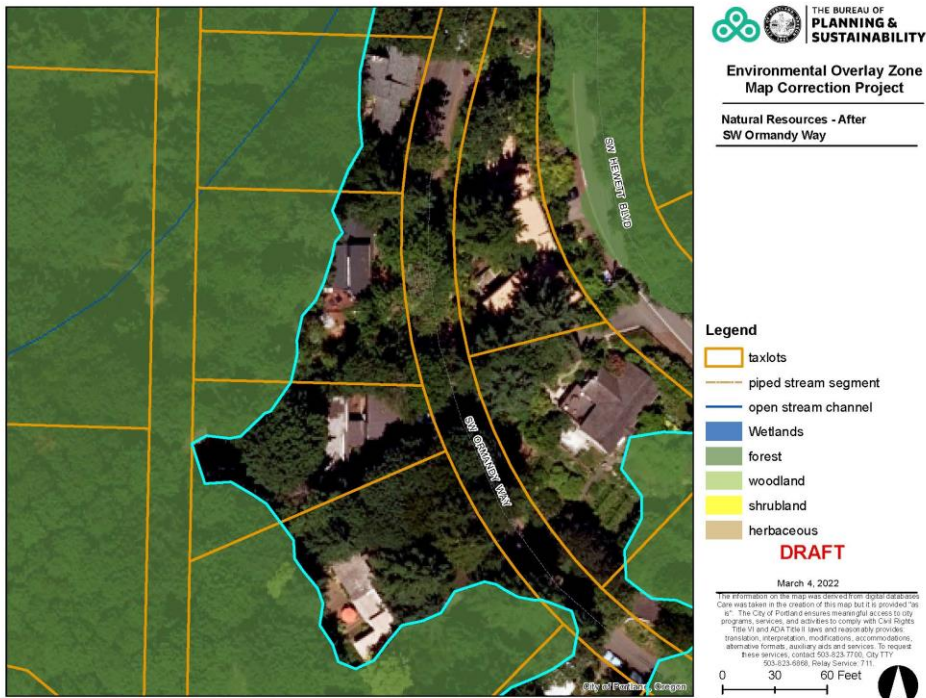 THE BUREAU OF
PLANNING &
SUSTAINABILITY
Environmental Overlay Zone
Map Correction Project
Natural Resources - After
SW Ormandy Way
SW HEWETT BLVD
SW ORMANDY WAY
Legend
taxlots
piped stream segment
open stream channel
Wetlands
forest
woodland
shrubland
herbaceous
DRAFT
March 4, 2022
The information on the map was derived from digital databases
Care was taken in the creation of this map but it is provided "as
is". The City of Portland ensures meaningful access to city
programs, services, and activities to comply with Civil Rights
Title VI and ADA Title II laws and reasonably provides:
translation, interpretation, modifications, accommodations,
alternative formats, auxiliary aids and services. To request
these services, contact 503-823-7700, City TTY
503-823-6868, Relay Service: 711.
0 30 60 Feet
City of Portland, Oregon